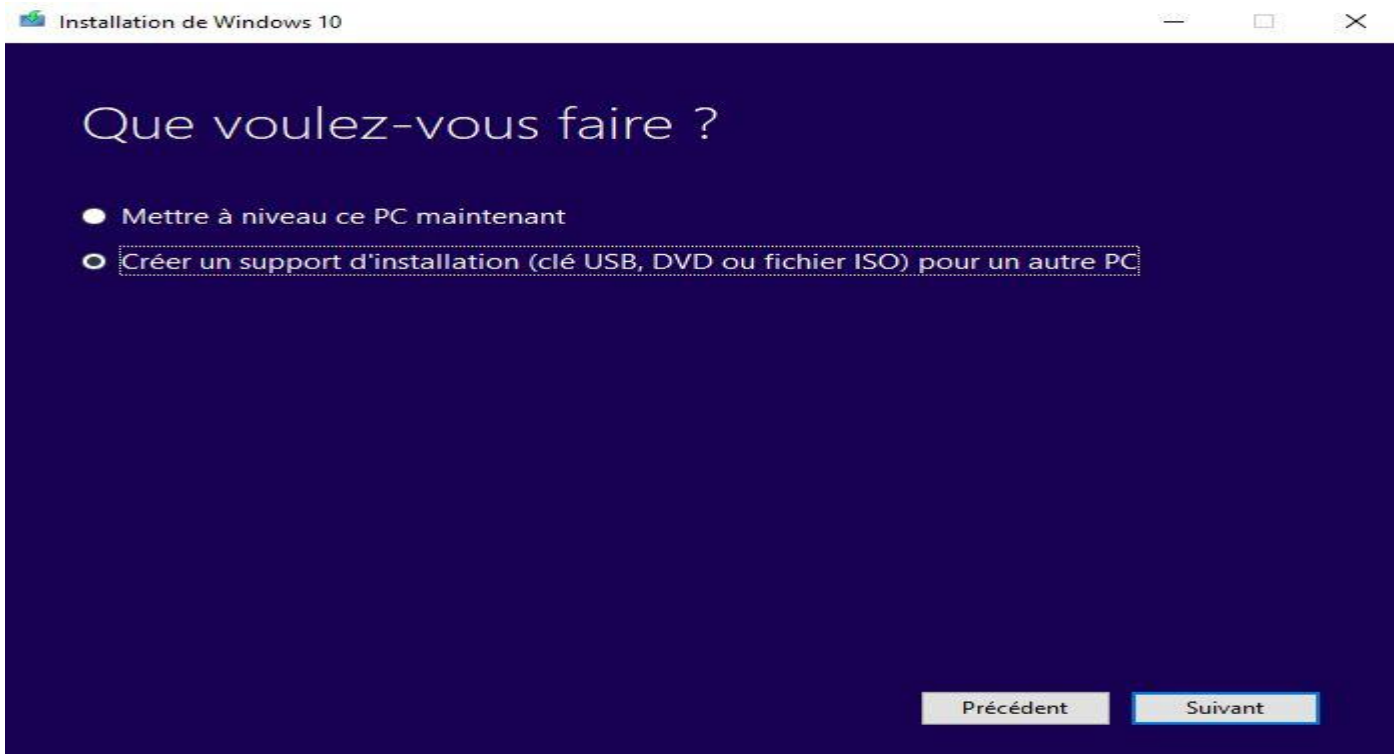 Installation de Windows 10
Que voulez-vous faire ?
Mettre à niveau ce PC maintenant
Créer un support d'installation (clé USB, DVD ou fichier ISO) pour un autre PC
Précédent
Suivant